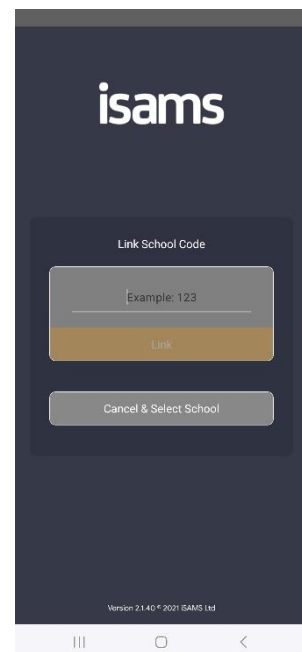 isams
Link School Code
Example: 123
Link
Cancel & Select School
Version 2.1.40 © 2021 iSAMS Ltd